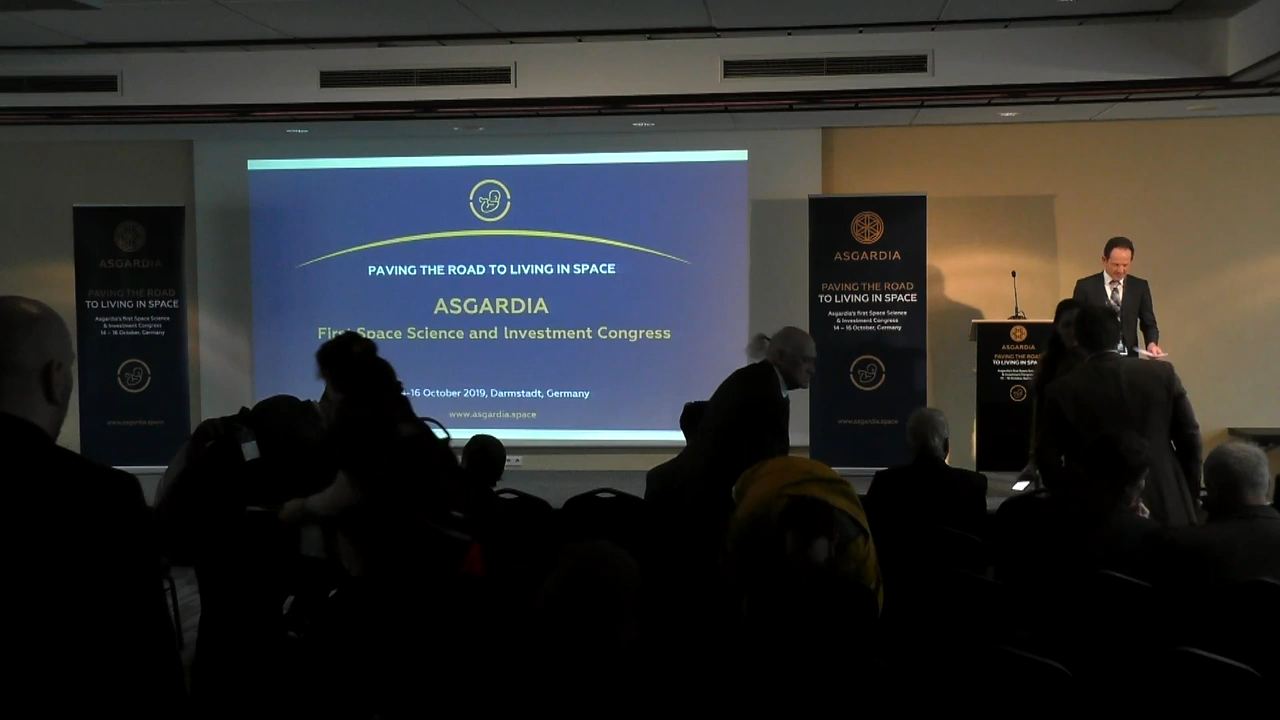 ASGARDIA
PAVING THE ROAD
TO LIVING IN SPACE
Asgardia's first Space Science
& Investment Congress
14 – 16 October, Germany
www.asgardia.space
PAVING THE ROAD TO LIVING IN SPACE
ASGARDIA
First Space Science and Investment Congress
-16 October 2019, Darmstadt, Germany
www.asgardia.space
ASGARDIA
PAVING THE ROAD
TO LIVING IN SPACE
Asgardia's first Space Science
& Investment Congress
14 – 16 October, Germany
www.asgardia.space
ASGARDIA
PAVING THE ROAD
TO LIVING IN SPA